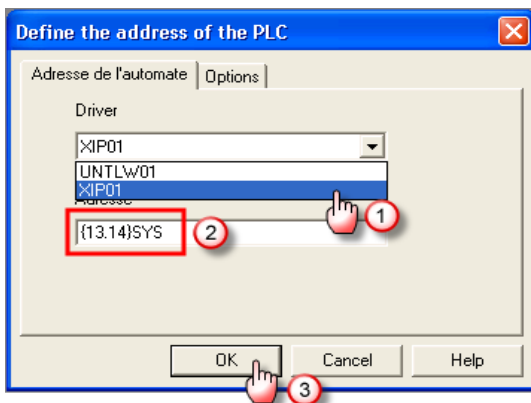 Define the address of the PLC
Adresse de l'automate Options
Driver
XIP01
UNTLW01
XIP01
1
Adresse
{13.14}SYS
2
OK Cancel Help
3